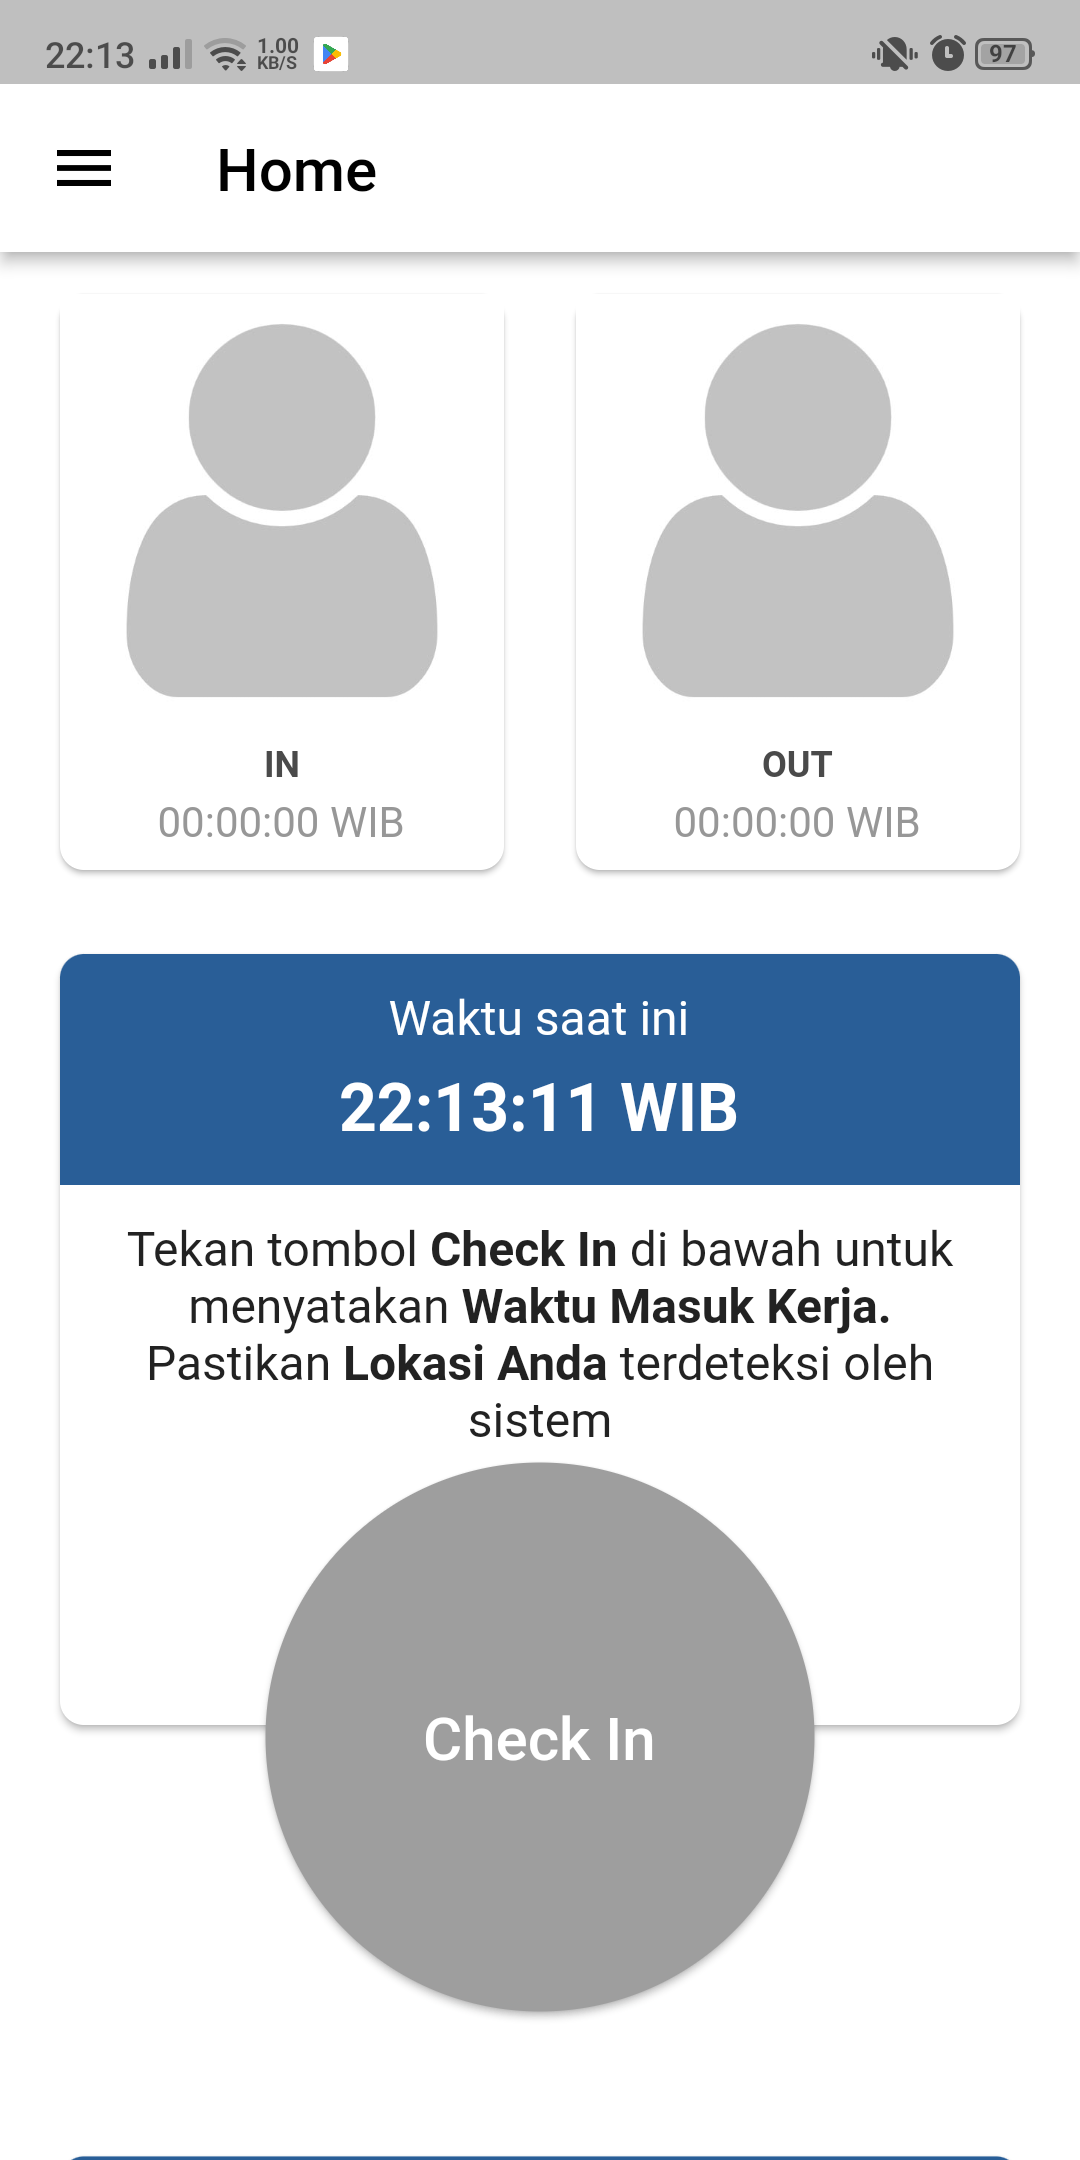 22:13 1.00 KB/S 97
Home
IN
00:00:00 WIB
OUT
00:00:00 WIB
Waktu saat ini
22:13:11 WIB
Tekan tombol Check In di bawah untuk
menyatakan Waktu Masuk Kerja.
Pastikan Lokasi Anda terdeteksi oleh
sistem
Check In